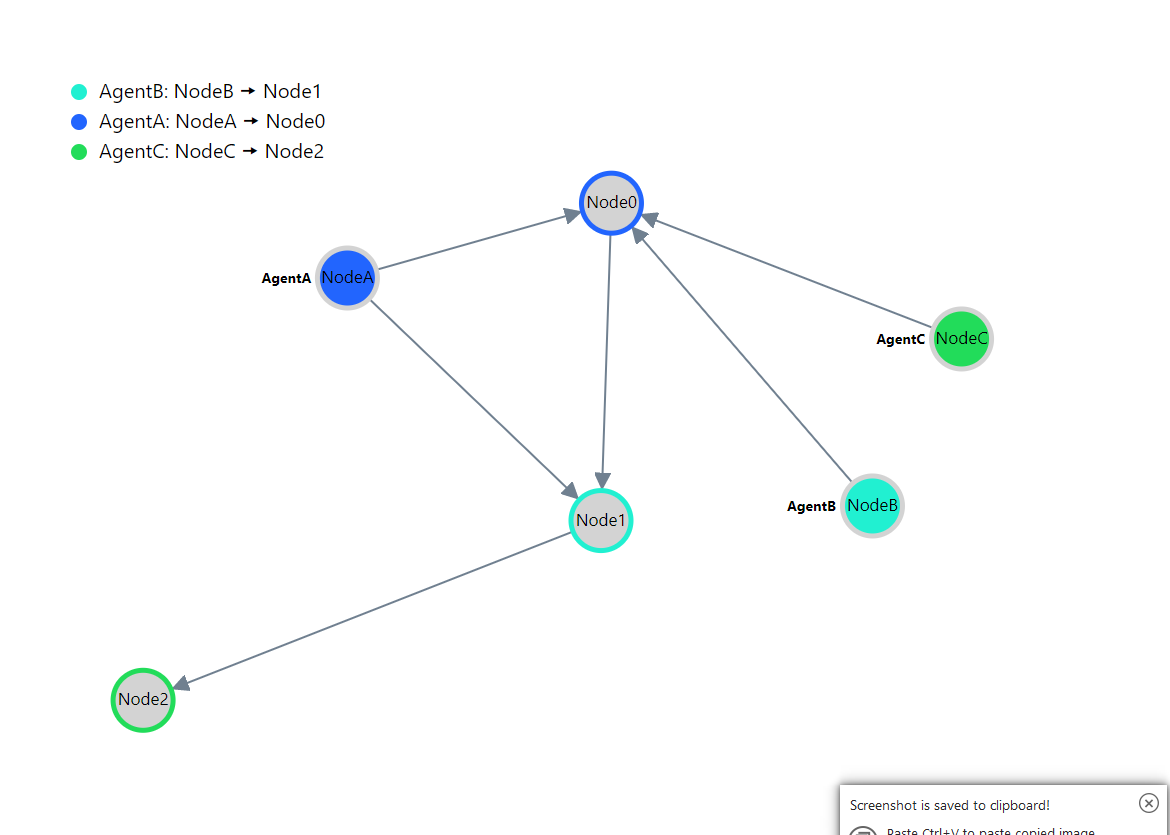 AgentB: NodeB → Node1
AgentA: NodeA → Node0
AgentC: NodeC → Node2
Node0
AgentA NodeA
AgentC NodeC
AgentB NodeB
Node1
Node2
Screenshot is saved to clipboard!
Paste Ctrl+V to paste copied image